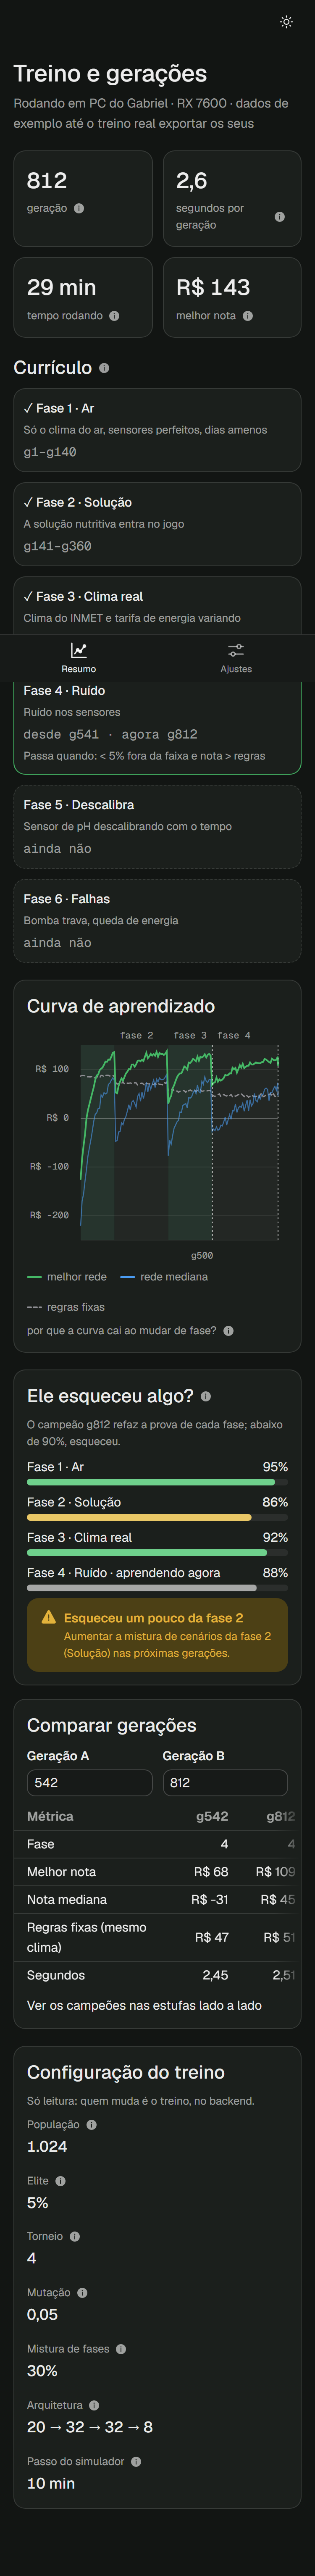 Treino e gerações
Rodando em PC do Gabriel · RX 7600 · dados de
exemplo até o treino real exportar os seus
812
geração
2,6
segundos por
geração
29 min
tempo rodando
R$ 143
melhor nota
Currículo
✓ Fase 1 · Ar
Só o clima do ar, sensores perfeitos, dias amenos
g1–g140
✓ Fase 2 · Solução
A solução nutritiva entra no jogo
g141–g360
✓ Fase 3 · Clima real
Clima do INMET e tarifa de energia variando
Resumo
Ajustes
Fase 4 · Ruído
Ruído nos sensores
desde g541 · agora g812
Passa quando: < 5% fora da faixa e nota > regras
Fase 5 · Descalibra
Sensor de pH descalibrando com o tempo
ainda não
Fase 6 · Falhas
Bomba trava, queda de energia
ainda não
Curva de aprendizado
fase 2 fase 3 fase 4
R$ 100
R$ 0
R$ -100
R$ -200
g500
melhor rede
rede mediana
regras fixas
por que a curva cai ao mudar de fase?
Ele esqueceu algo?
O campeão g812 refaz a prova de cada fase; abaixo
de 90%, esqueceu.
Fase 1 · Ar 95%
Fase 2 · Solução 86%
Fase 3 · Clima real 92%
Fase 4 · Ruído · aprendendo agora 88%
Esqueceu um pouco da fase 2
Aumentar a mistura de cenários da fase 2
(Solução) nas próximas gerações.
Comparar gerações
Geração A Geração B
542 812
Métrica g542 g812
Fase 4 4
Melhor nota R$ 68 R$ 109
Nota mediana R$ -31 R$ 45
Regras fixas (mesmo
clima) R$ 47 R$ 51
Segundos 2,45 2,51
Ver os campeões nas estufas lado a lado
Configuração do treino
Só leitura: quem muda é o treino, no backend.
População
1.024
Elite
5%
Torneio
4
Mutação
0,05
Mistura de fases
30%
Arquitetura
20 → 32 → 32 → 8
Passo do simulador
10 min